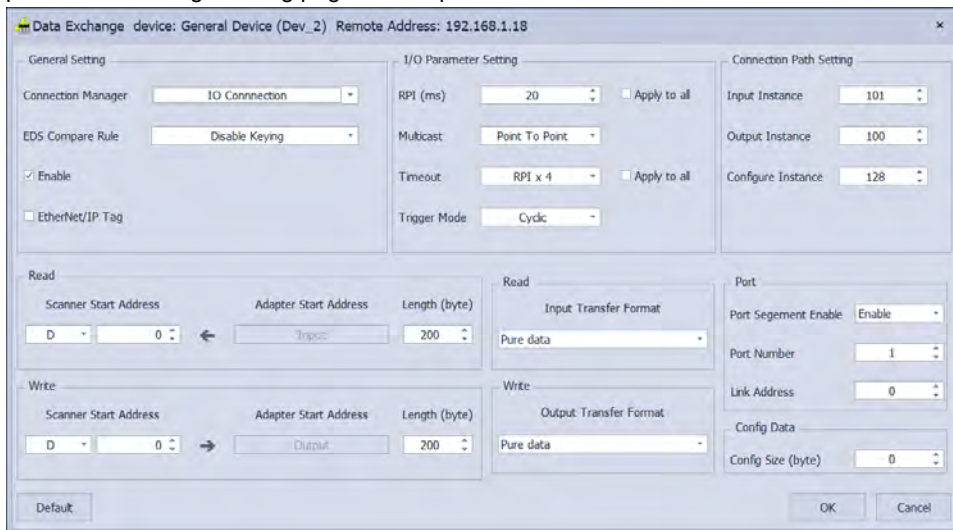 Data Exchange device: General Device (Dev_2) Remote Address: 192.168.1.18
General Setting
Connection Manager IO Connnection
EDS Compare Rule Disable Keying
Enable
EtherNet/IP Tag
I/O Parameter Setting
RPI (ms) 20 Apply to all
Multicast Point To Point
Timeout RPI x 4 Apply to all
Trigger Mode Cyclic
Connection Path Setting
Input Instance 101
Output Instance 100
Configure Instance 128
Read
Scanner Start Address Adapter Start Address Length (byte)
D 0 Input 200
Write
Scanner Start Address Adapter Start Address Length (byte)
D 0 Output 200
Read
Input Transfer Format
Pure data
Write
Output Transfer Format
Pure data
Port
Port Segement Enable Enable
Port Number 1
Link Address 0
Config Data
Config Size (byte) 0
Default OK Cancel